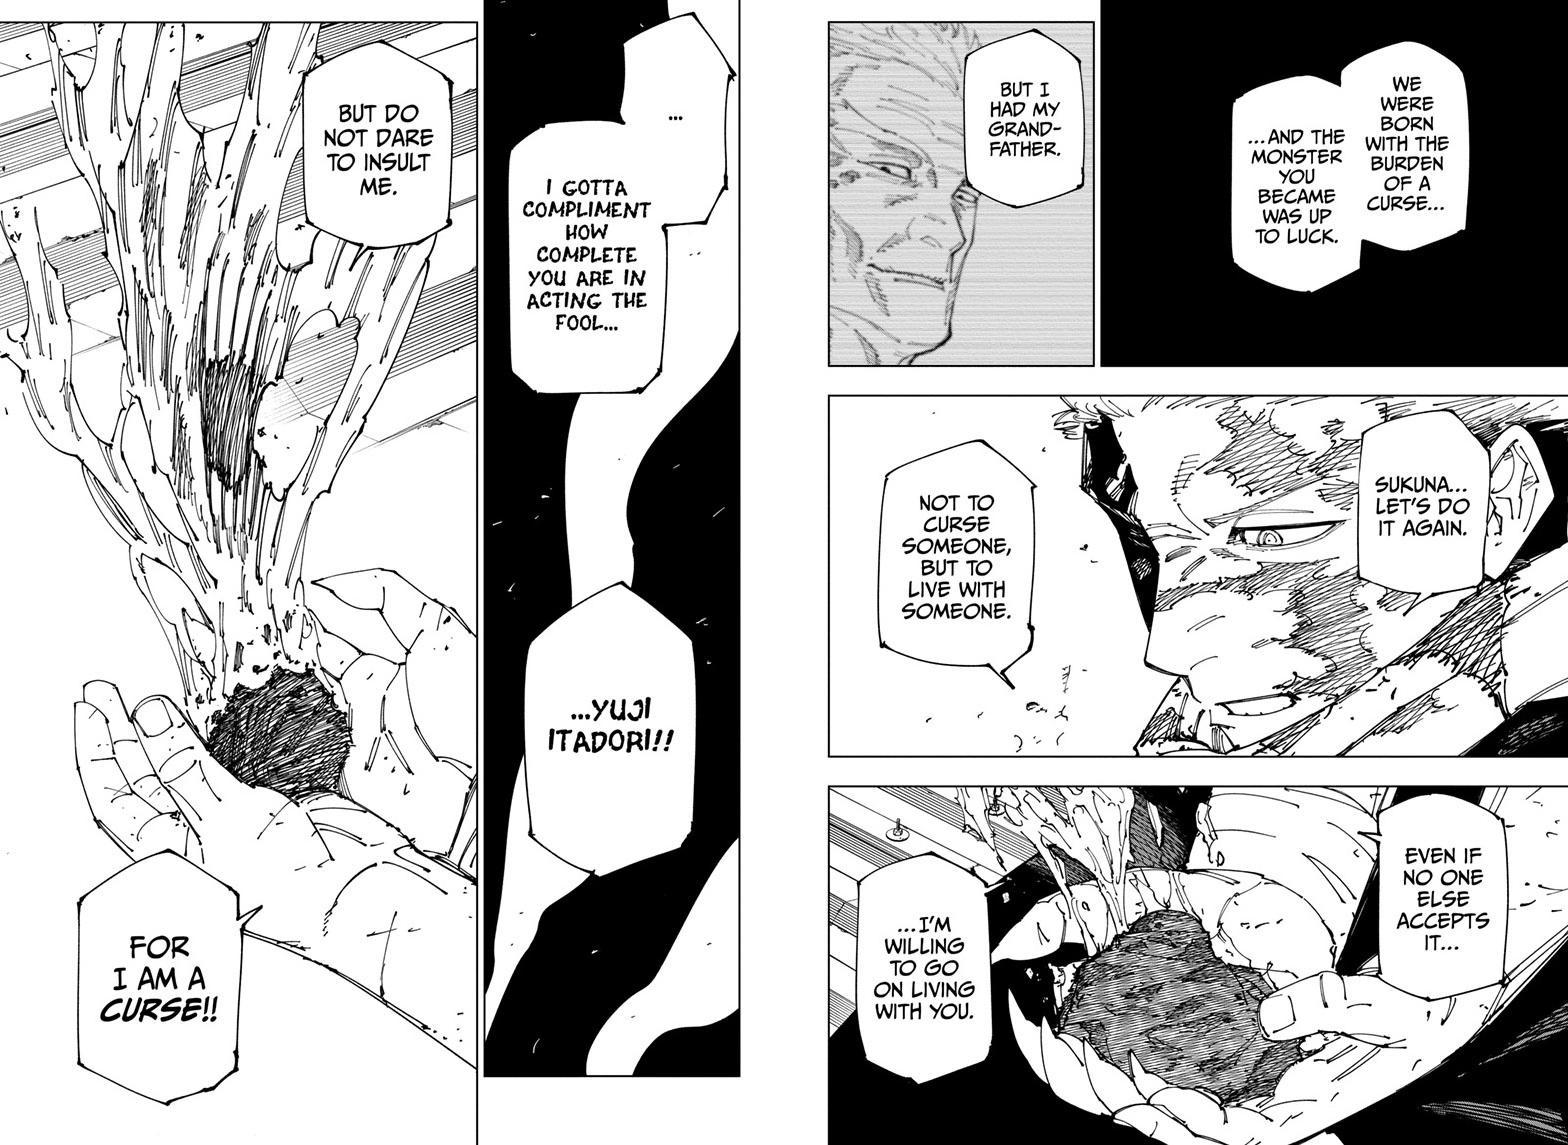 WE
WERE
BORN
WITH THE
BURDEN
OF A
CURSE...
...AND THE
MONSTER
YOU
BECAME
WAS UP
TO LUCK.
BUT I
HAD MY
GRAND-
FATHER.
SUKUNA...
LET'S DO
IT AGAIN.
NOT TO
CURSE
SOMEONE,
BUT TO
LIVE WITH
SOMEONE.
EVEN IF
NO ONE
ELSE
ACCEPTS
IT...
...I'M
WILLING
TO GO
ON LIVING
WITH YOU.
...
I GOTTA
COMPLIMENT
HOW
COMPLETE
YOU ARE IN
ACTING THE
FOOL...
...YUJI
ITADORI!!
BUT DO
NOT DARE
TO INSULT
ME.
FOR
I AM A
CURSE!!